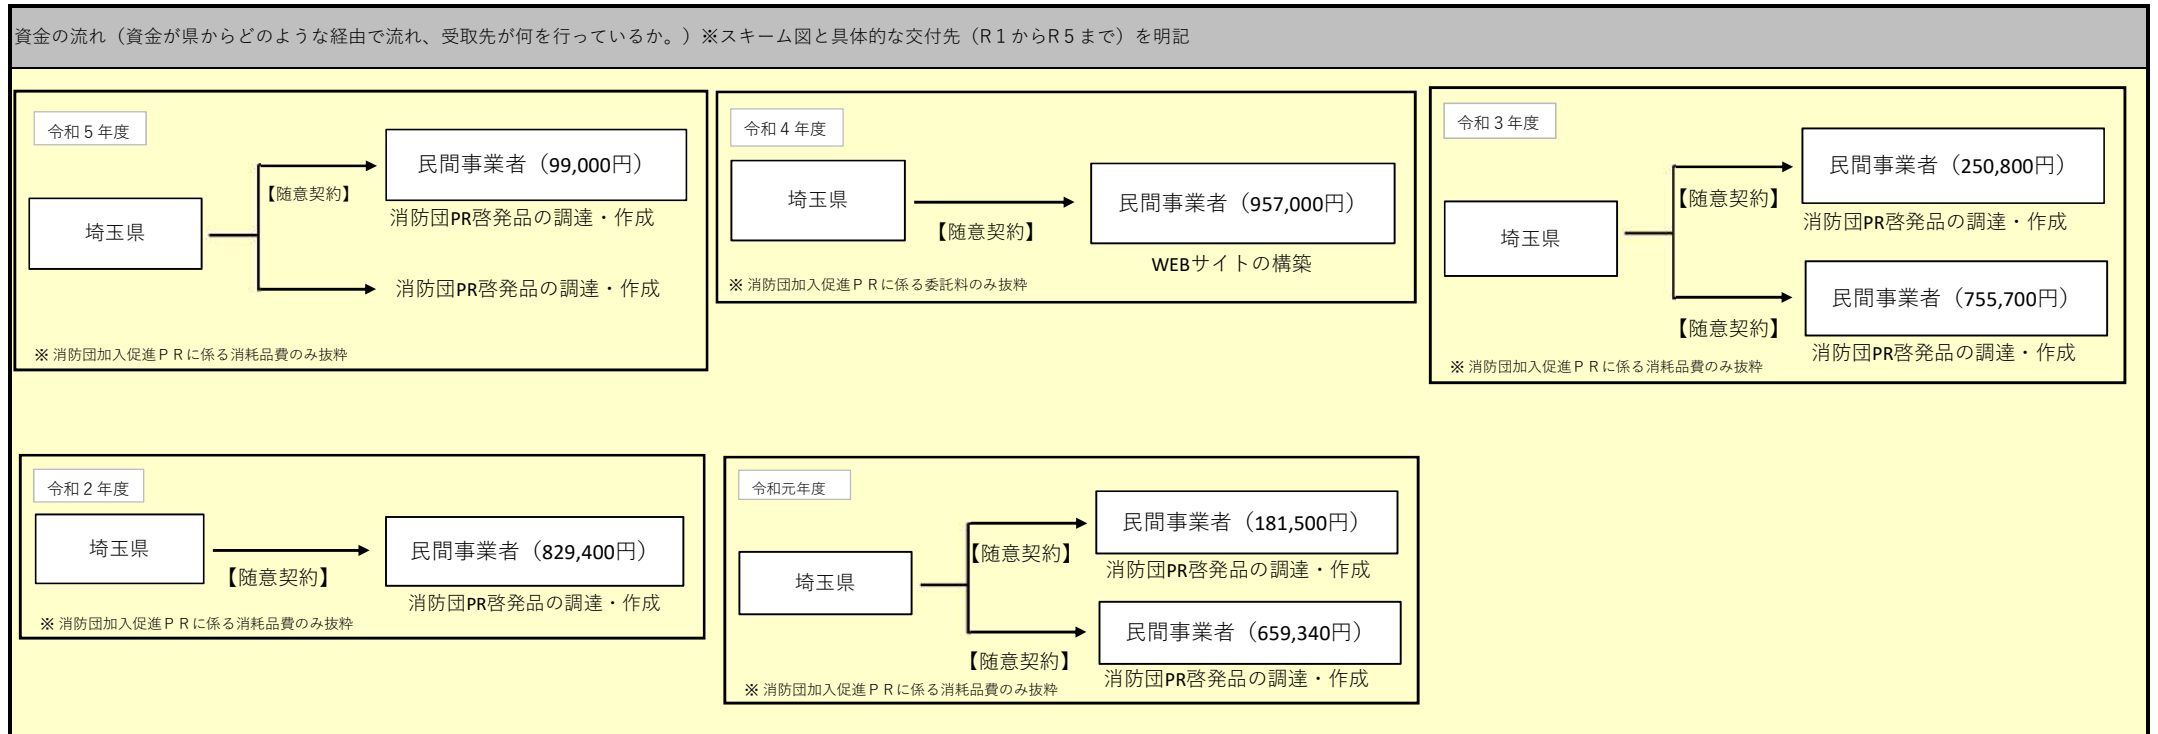 資金の流れ（資金が県からどのような経由で流れ、受取先が何を行っているか。）※スキーム図と具体的な交付先（R１からR５まで）を明記
令和５年度
埼玉県
【随意契約】
民間事業者（99,000円）
消防団PR啓発品の調達・作成
消防団PR啓発品の調達・作成
※ 消防団加入促進ＰＲに係る消耗品費のみ抜粋
令和４年度
埼玉県
【随意契約】
民間事業者（957,000円）
WEBサイトの構築
※ 消防団加入促進ＰＲに係る委託料のみ抜粋
令和３年度
埼玉県
【随意契約】
民間事業者（250,800円）
消防団PR啓発品の調達・作成
【随意契約】
民間事業者（755,700円）
消防団PR啓発品の調達・作成
※ 消防団加入促進ＰＲに係る消耗品費のみ抜粋
令和２年度
埼玉県
【随意契約】
民間事業者（829,400円）
消防団PR啓発品の調達・作成
※ 消防団加入促進ＰＲに係る消耗品費のみ抜粋
令和元年度
埼玉県
【随意契約】
民間事業者（181,500円）
消防団PR啓発品の調達・作成
【随意契約】
民間事業者（659,340円）
消防団PR啓発品の調達・作成
※ 消防団加入促進ＰＲに係る消耗品費のみ抜粋